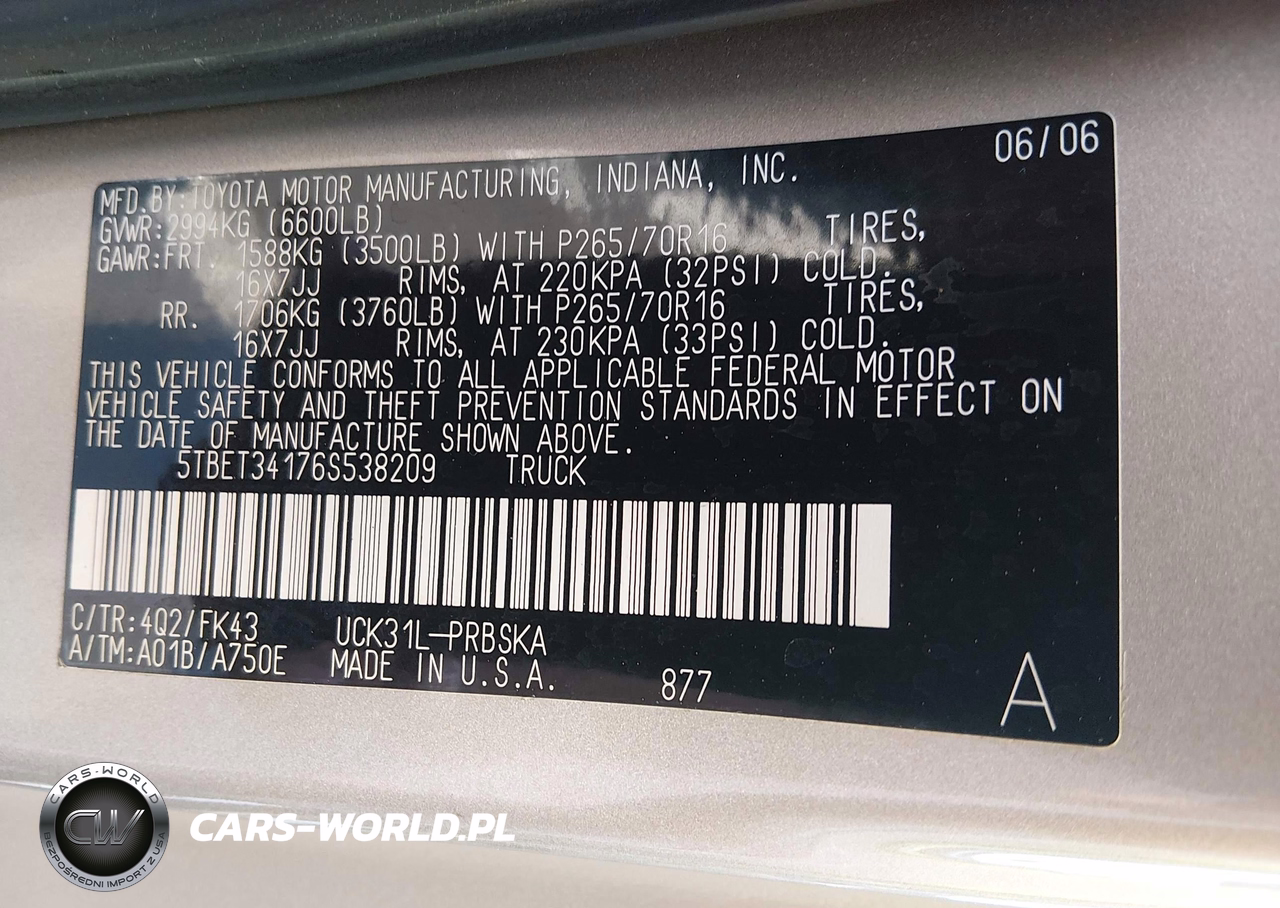 06/06
MFD.BY:TOYOTA MOTOR MANUFACTURING, INDIANA, INC.
GVWR:2994KG (6600LB)
GAWR:FRT. 1588KG (3500LB) WITH P265/70R16 TIRES,
16X7JJ RIMS, AT 220KPA (32PSI) COLD.
RR. 1706KG (3760LB) WITH P265/70R16 TIRES,
16X7JJ RIMS, AT 230KPA (33PSI) COLD.
THIS VEHICLE CONFORMS TO ALL APPLICABLE FEDERAL MOTOR
VEHICLE SAFETY AND THEFT PREVENTION STANDARDS IN EFFECT ON
THE DATE OF MANUFACTURE SHOWN ABOVE.
5TBET34176S538209 TRUCK
C/TR:4Q2/FK43 UCK31L-PRBSKA
A/TM:A01B/A750E MADE IN U.S.A. 877
A
CARS-WORLD
CW
BEZPOŚREDNI IMPORT Z USA
CARS-WORLD.PL